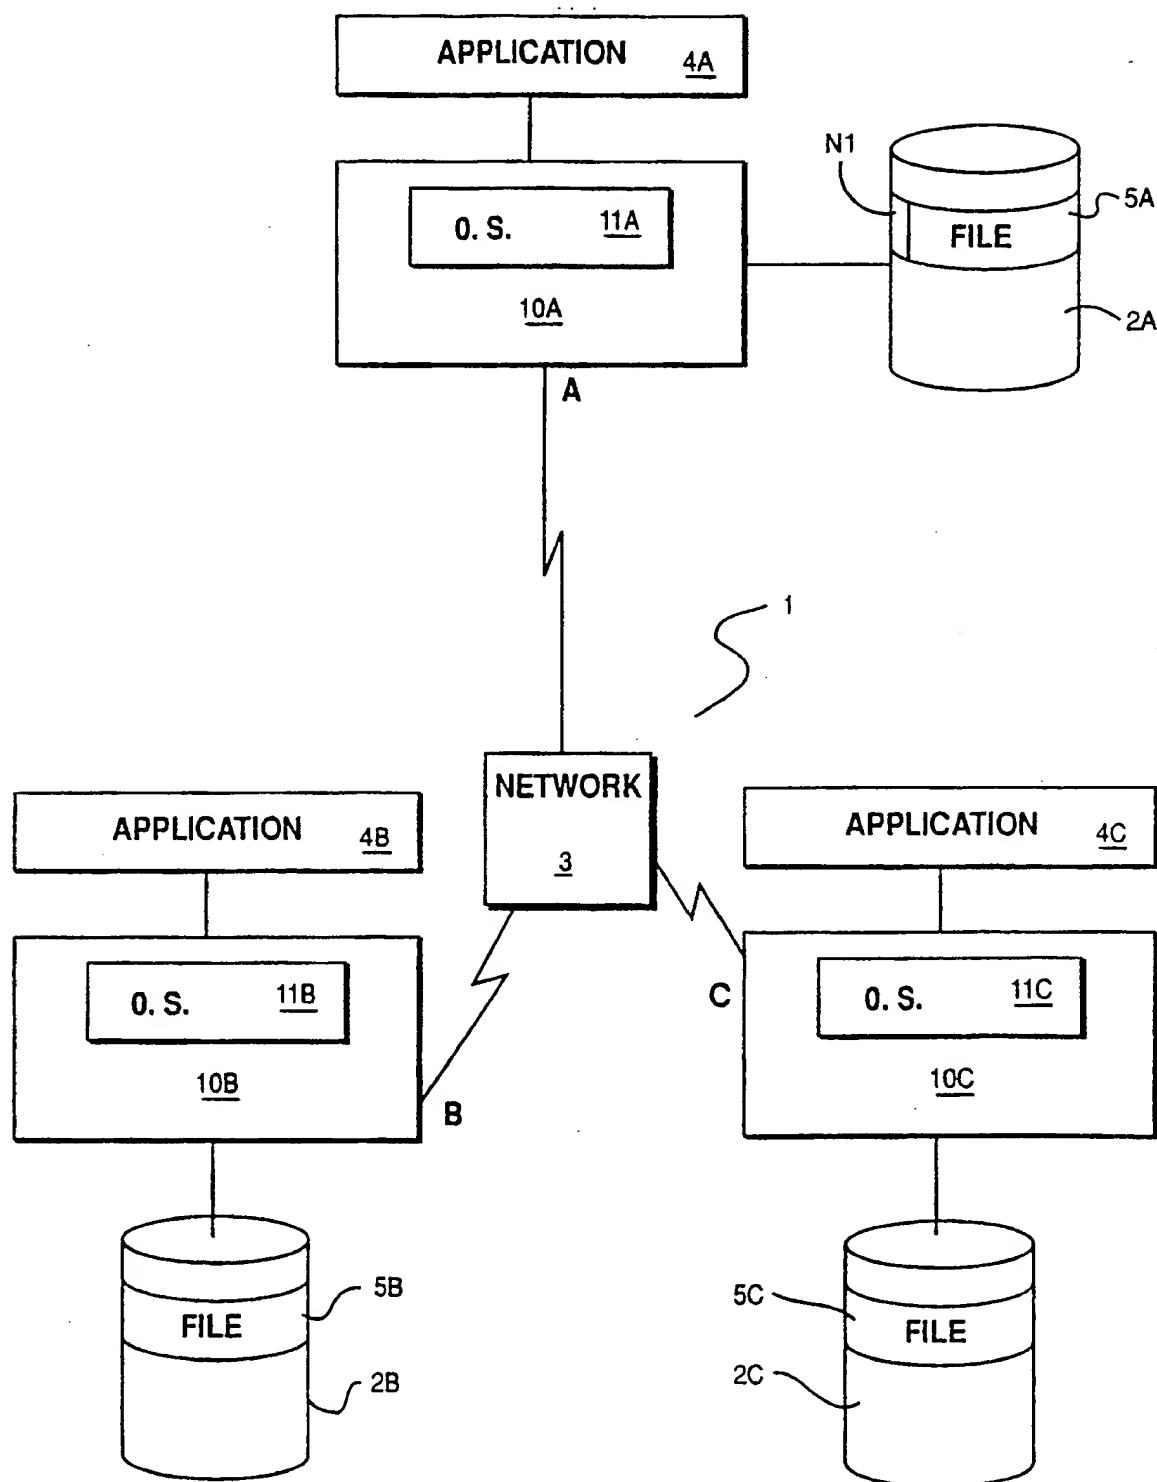 APPLICATION 4A
N1
O. S. 11A
5A
FILE
10A
2A
A
1
NETWORK
3
APPLICATION 4B
APPLICATION 4C
O. S. 11B
C
O. S. 11C
10B
10C
B
5B
FILE
2B
5C
FILE
2C